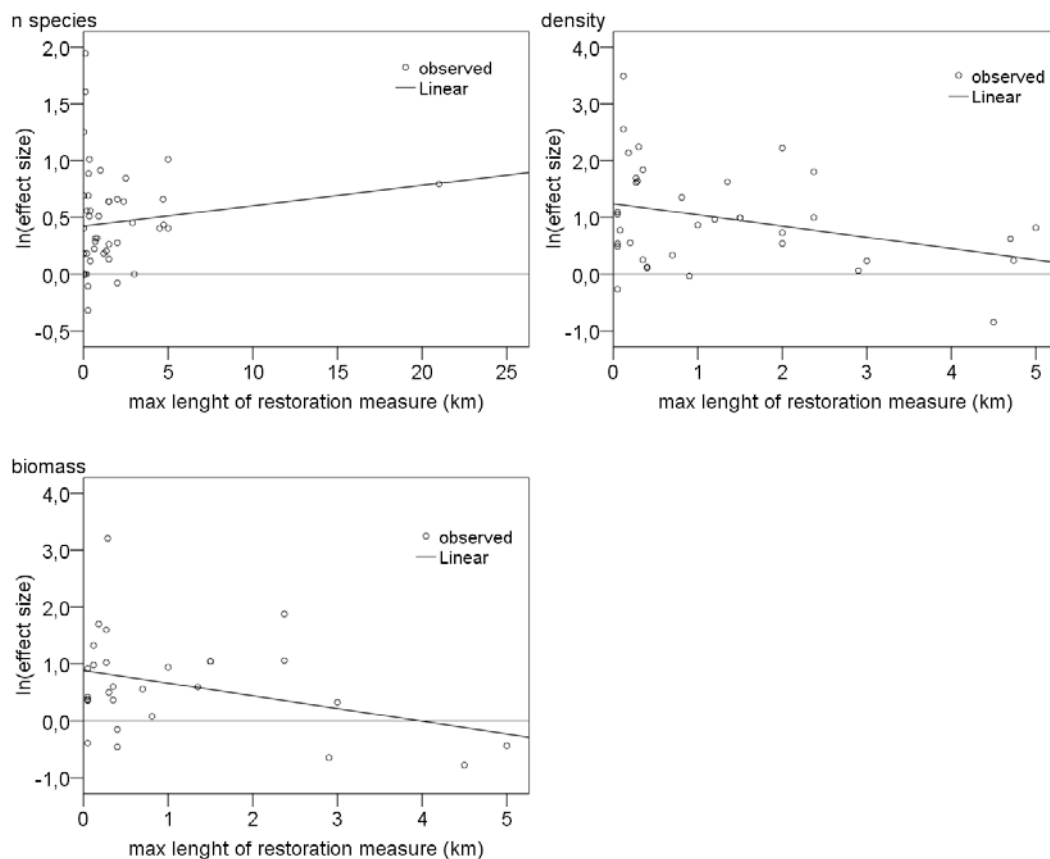 n species
ln(effect size)
2,0
1,5
1,0
0,5
0,0
-0,5
observed
Linear
0 5 10 15 20 25
max lenght of restoration measure (km)
density
ln(effect size)
4,0
3,0
2,0
1,0
0,0
-1,0
observed
Linear
0 1 2 3 4 5
max lenght of restoration measure (km)
biomass
ln(effect size)
4,0
3,0
2,0
1,0
0,0
-1,0
observed
Linear
0 1 2 3 4 5
max lenght of restoration measure (km)